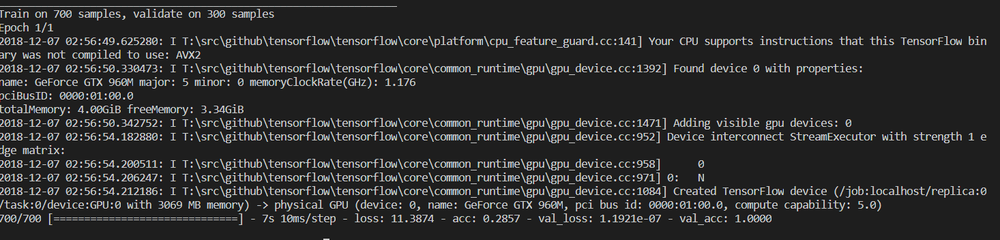 Train on 700 samples, validate on 300 samples
Epoch 1/1
2018-12-07 02:56:49.625280: I T:\src\github\tensorflow\tensorflow\core\platform\cpu_feature_guard.cc:141] Your CPU supports instructions that this TensorFlow bin
ary was not compiled to use: AVX2
2018-12-07 02:56:50.330473: I T:\src\github\tensorflow\tensorflow\core\common_runtime\gpu\gpu_device.cc:1392] Found device 0 with properties:
name: GeForce GTX 960M major: 5 minor: 0 memoryClockRate(GHz): 1.176
pciBusID: 0000:01:00.0
totalMemory: 4.00GiB freeMemory: 3.34GiB
2018-12-07 02:56:50.342752: I T:\src\github\tensorflow\tensorflow\core\common_runtime\gpu\gpu_device.cc:1471] Adding visible gpu devices: 0
2018-12-07 02:56:54.182880: I T:\src\github\tensorflow\tensorflow\core\common_runtime\gpu\gpu_device.cc:952] Device interconnect StreamExecutor with strength 1 e
dge matrix:
2018-12-07 02:56:54.200511: I T:\src\github\tensorflow\tensorflow\core\common_runtime\gpu\gpu_device.cc:958]      0
2018-12-07 02:56:54.206247: I T:\src\github\tensorflow\tensorflow\core\common_runtime\gpu\gpu_device.cc:971] 0:   N
2018-12-07 02:56:54.212186: I T:\src\github\tensorflow\tensorflow\core\common_runtime\gpu\gpu_device.cc:1084] Created TensorFlow device (/job:localhost/replica:0
/task:0/device:GPU:0 with 3069 MB memory) -> physical GPU (device: 0, name: GeForce GTX 960M, pci bus id: 0000:01:00.0, compute capability: 5.0)
700/700 [==============================] - 7s 10ms/step - loss: 11.3874 - acc: 0.2857 - val_loss: 1.1921e-07 - val_acc: 1.0000